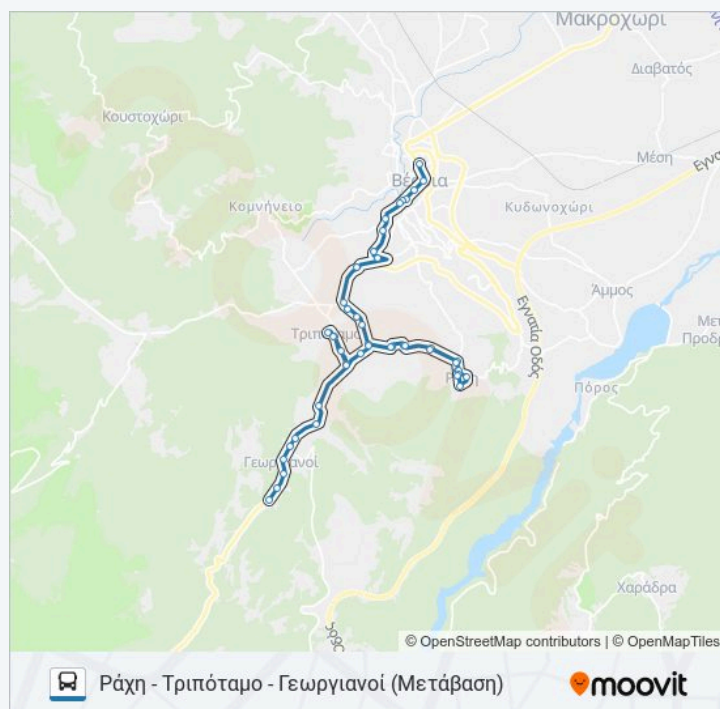 Μακροχώρι
Διαβατός
Κουστοχώρι
Μέση
Εγνα
Βέροια
Κομνήνειο
Κυδωνοχώρι
Άμμος
Εγνατία Οδός
Με
Προδ
Τριπόταμο
Ράχη
Πόρος
Γεωργιανοί
Χαράδρα
© OpenStreetMap contributors | © OpenMapTiles
Ράχη - Τριπόταμο - Γεωργιανοί (Μετάβαση)
moovit